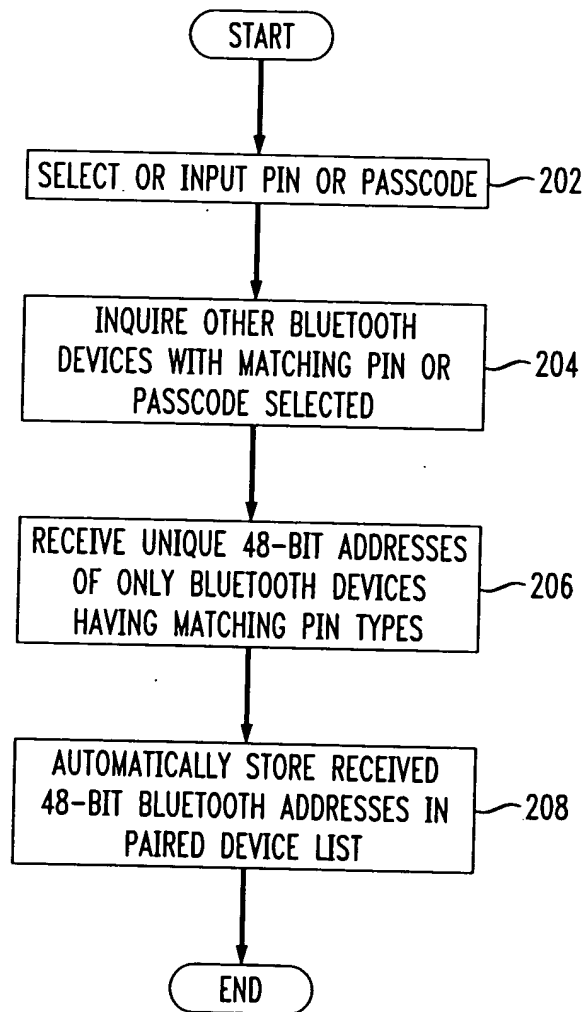 START
SELECT OR INPUT PIN OR PASSCODE
202
INQUIRE OTHER BLUETOOTH
DEVICES WITH MATCHING PIN OR
PASSCODE SELECTED
204
RECEIVE UNIQUE 48-BIT ADDRESSES
OF ONLY BLUETOOTH DEVICES
HAVING MATCHING PIN TYPES
206
AUTOMATICALLY STORE RECEIVED
48-BIT BLUETOOTH ADDRESSES IN
PAIRED DEVICE LIST
208
END